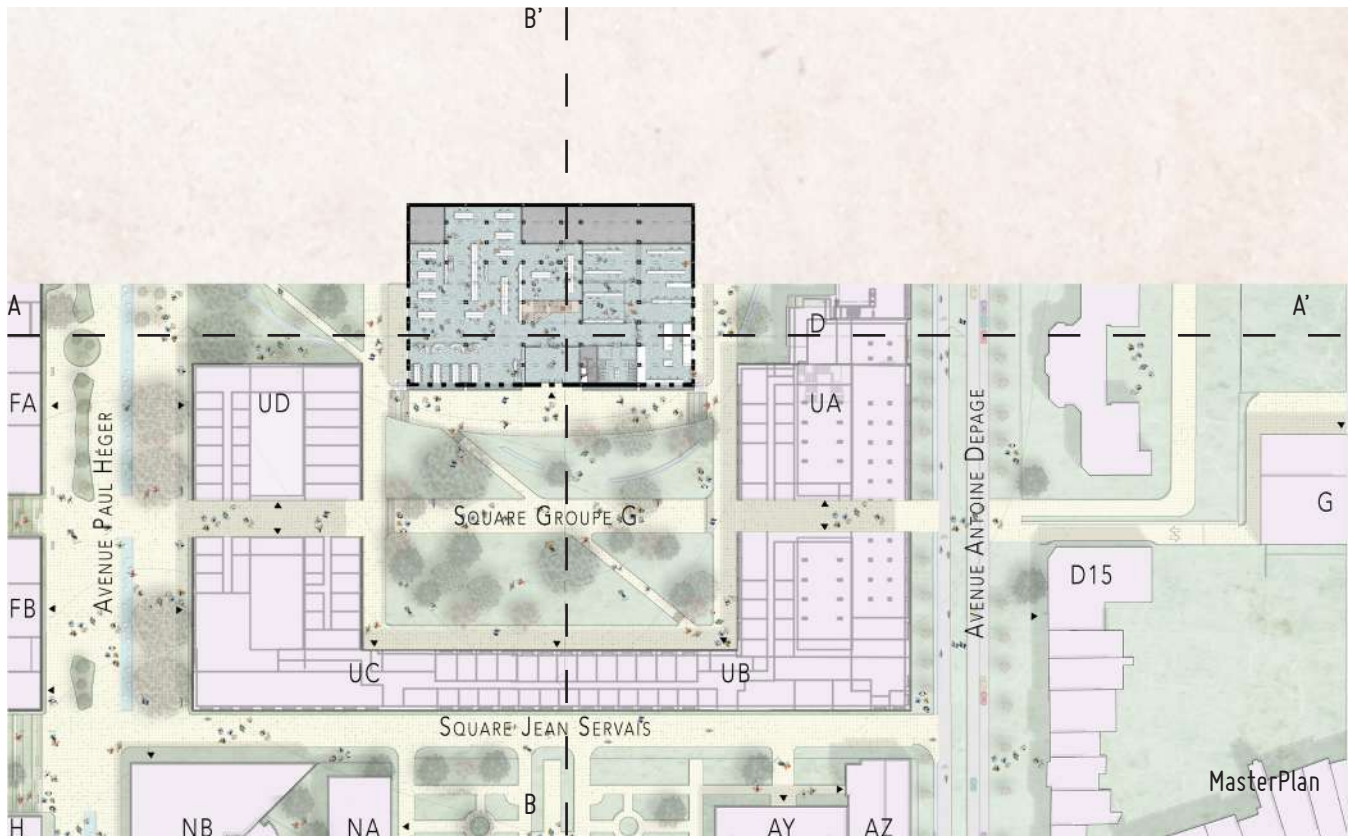 B'
A
A'
D
FA
UD
UA
AVENUE PAUL HÉGER
AVENUE ANTOINE DEPAGE
SQUARE GROUPE G
G
D15
FB
UC
UB
SQUARE JEAN SERVAIS
MasterPlan
B
H
NB
NA
AY
AZ